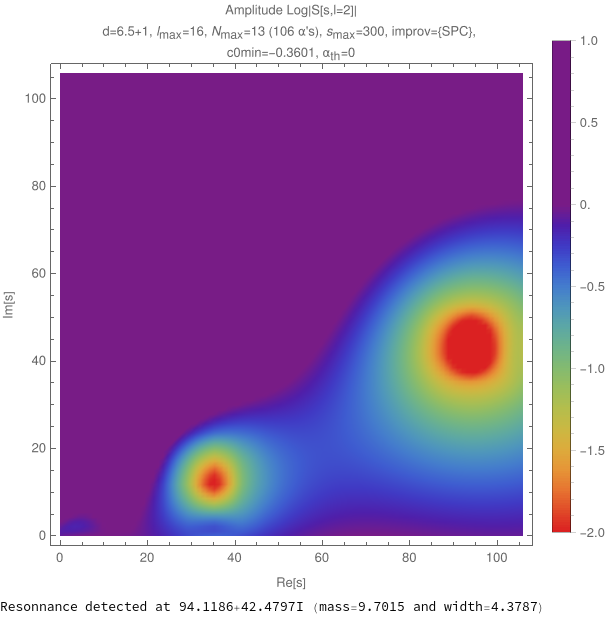 Amplitude Log|S[s,l=2]|
d=6.5+1, lmax=16, Nmax=13 (106 α's), smax=300, improv={SPC},
c0min=−0.3601, αth=0
100
80
60
40
20
0
Im[s]
0 20 40 60 80 100
Re[s]
1.0
0.5
0.
−0.5
−1.0
−1.5
−2.0
Resonnance detected at 94.1186+42.4797I (mass=9.7015 and width=4.3787)